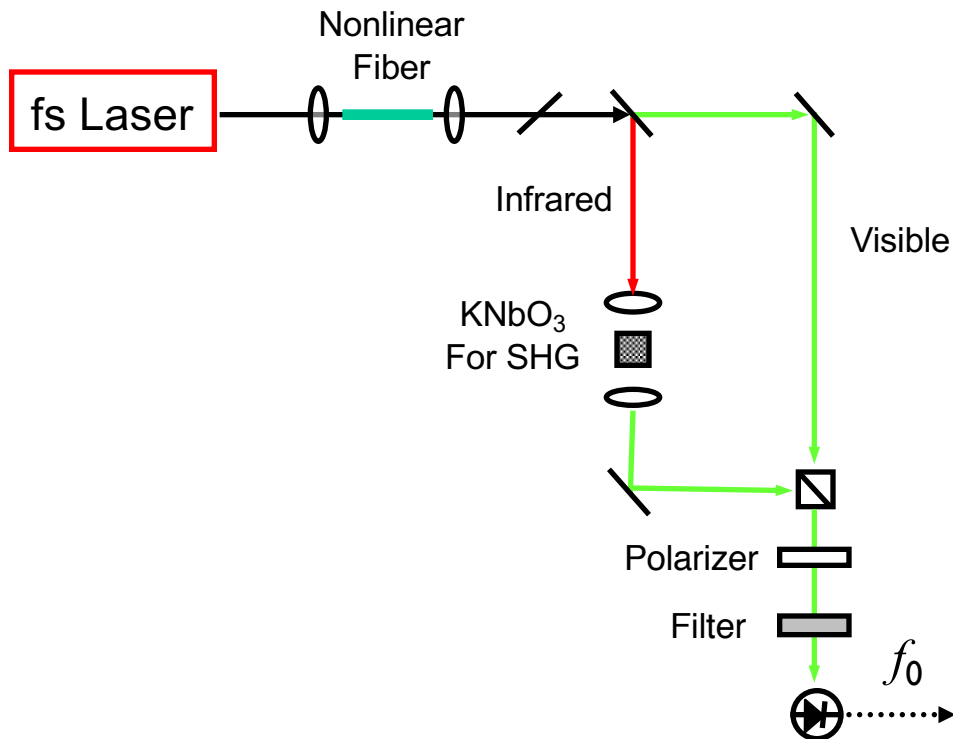 Nonlinear
Fiber
fs Laser
Infrared
Visible
KNbO₃
For SHG
Polarizer
Filter
f₀